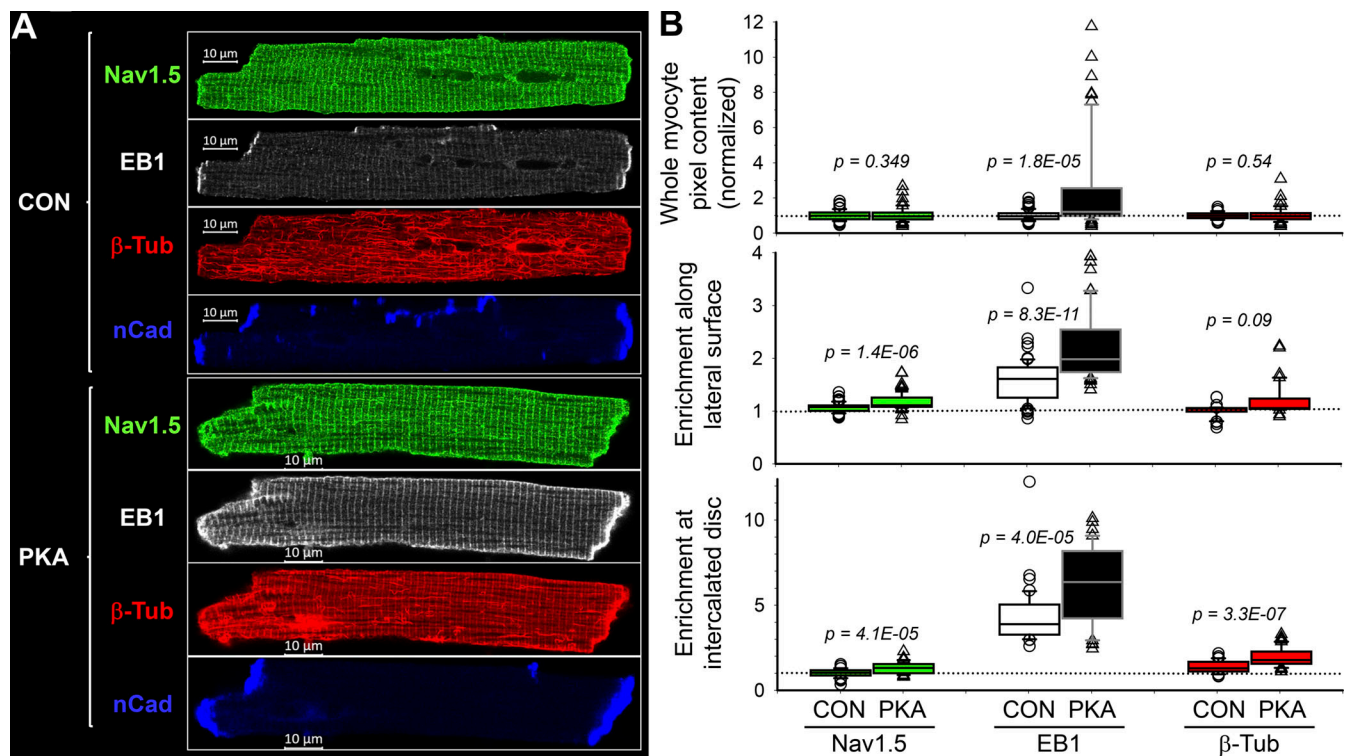 A
CON
Nav1.5
10 µm
EB1
10 µm
β-Tub
10 µm
nCad
10 µm
PKA
Nav1.5
10 µm
EB1
10 µm
β-Tub
10 µm
nCad
10 µm
B
Whole myocyte
pixel content
(normalized)
12
10
8
6
4
2
0
p = 0.349
p = 1.8E-05
p = 0.54
Enrichment along
lateral surface
4
3
2
1
0
p = 1.4E-06
p = 8.3E-11
p = 0.09
Enrichment at
intercalated disc
10
5
0
p = 4.1E-05
p = 4.0E-05
p = 3.3E-07
CON PKA CON PKA CON PKA
Nav1.5 EB1 β-Tub